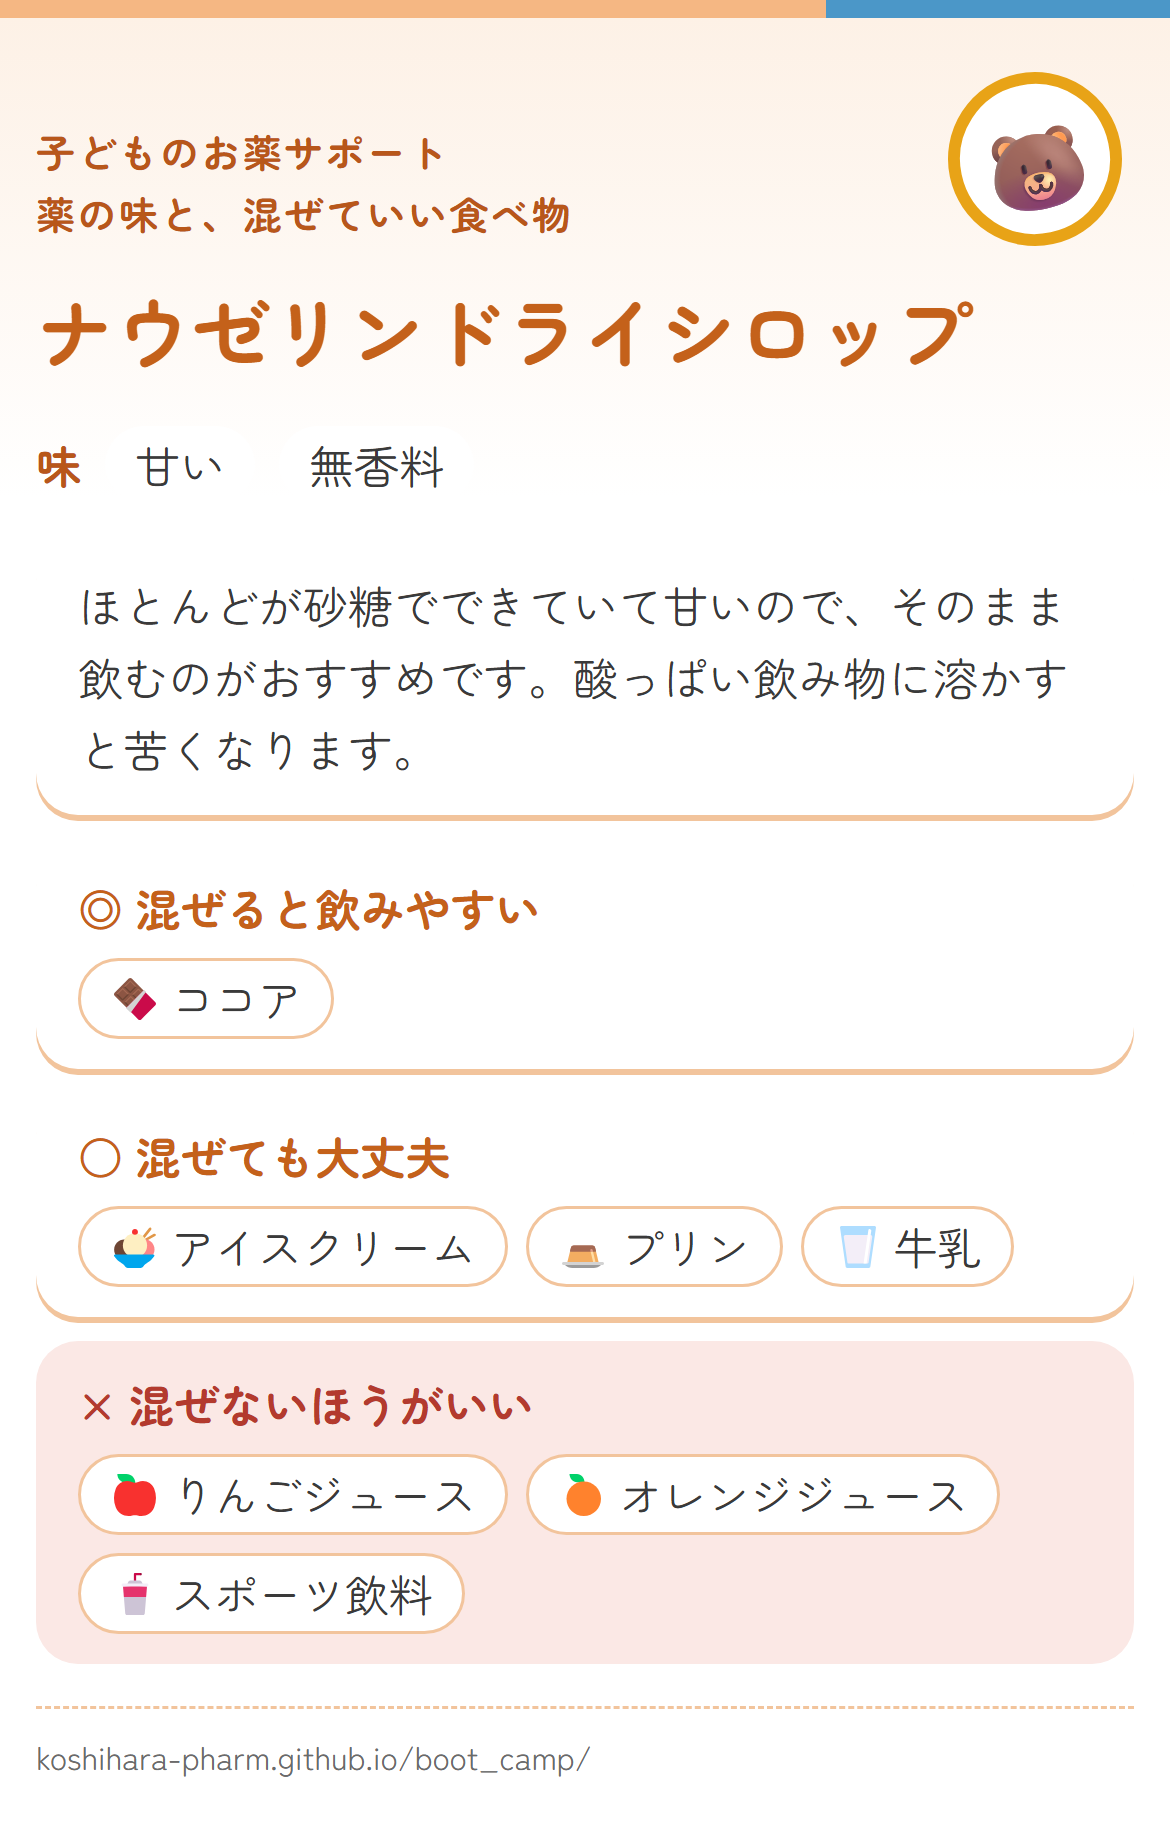 子どものお薬サポート
薬の味と、混ぜていい食べ物
ナウゼリンドライシロップ
味 甘い 無香料
ほとんどが砂糖でできていて甘いので、そのまま
飲むのがおすすめです。酸っぱい飲み物に溶かす
と苦くなります。
◎ 混ぜると飲みやすい
ココア
○ 混ぜても大丈夫
アイスクリーム プリン 牛乳
× 混ぜないほうがいい
りんごジュース オレンジジュース
スポーツ飲料
koshihara-pharm.github.io/boot_camp/